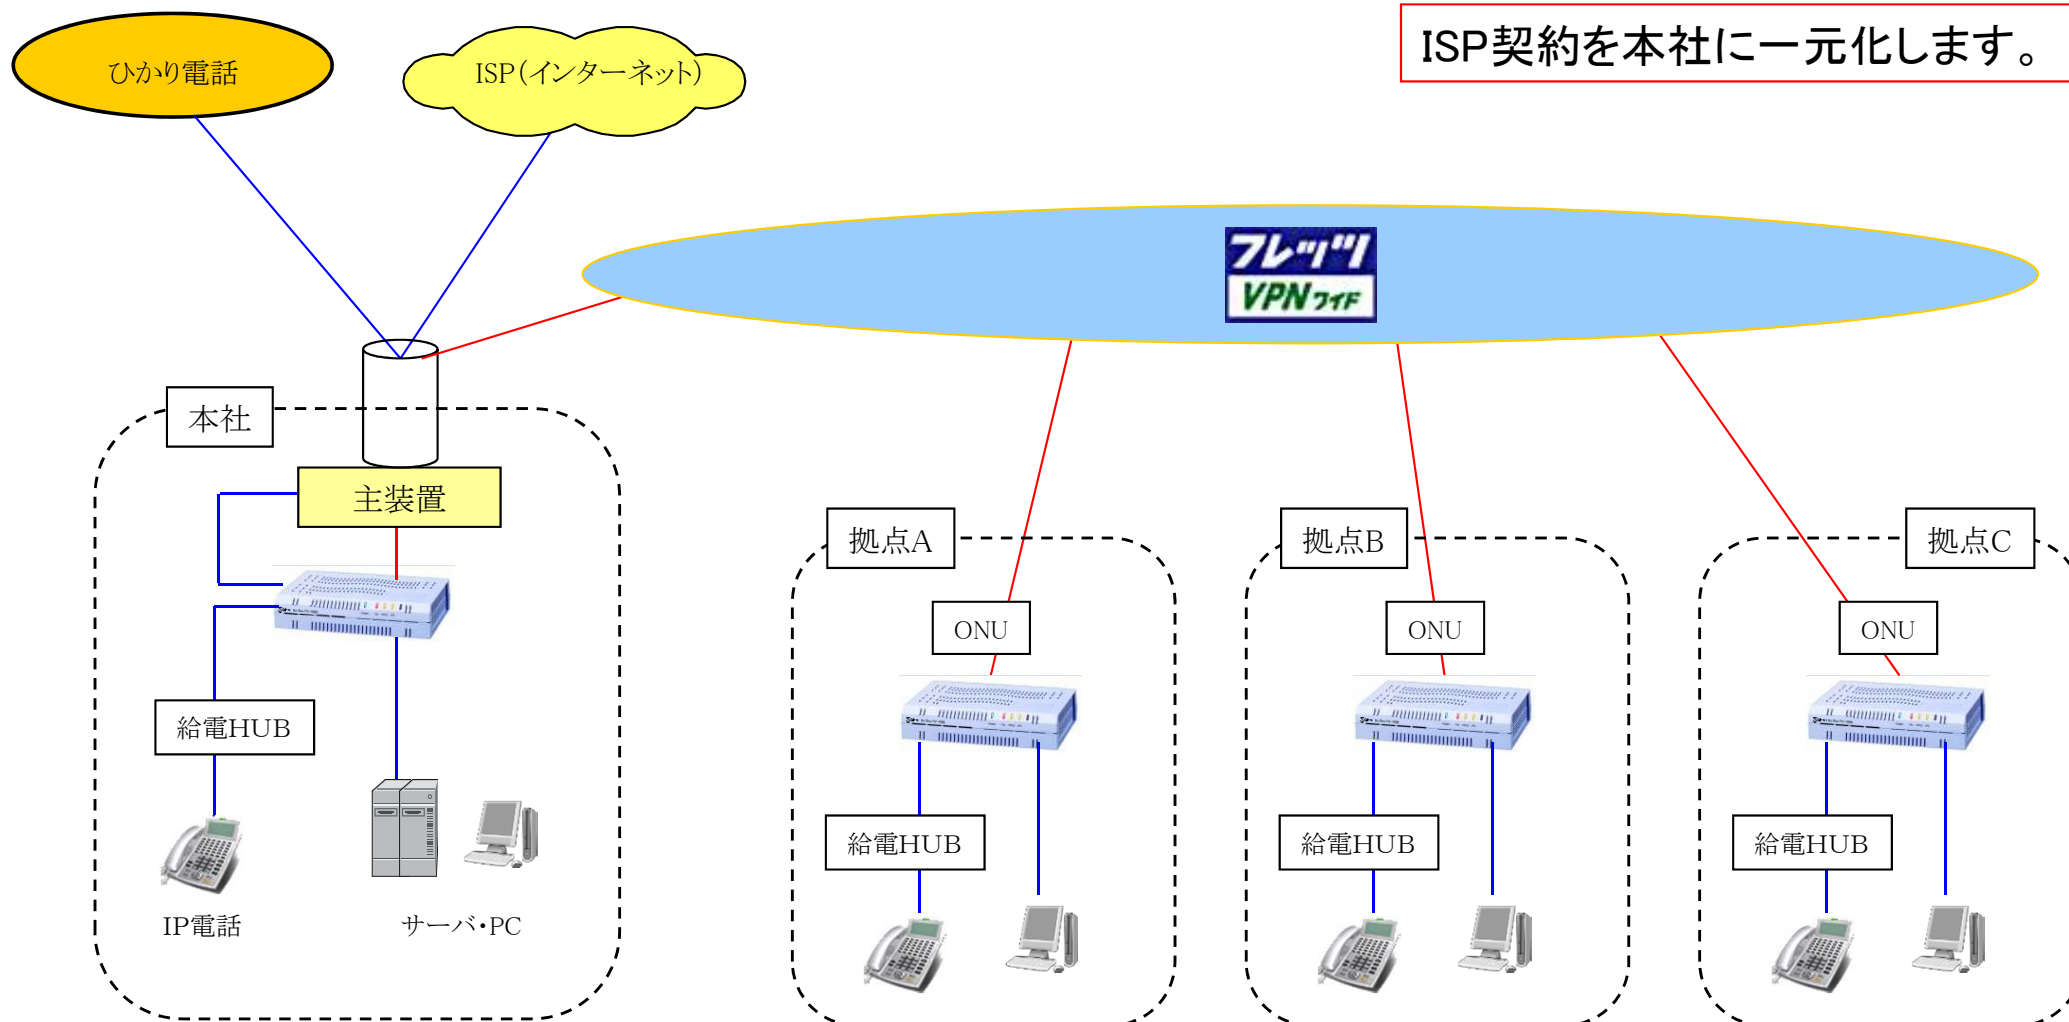 ISP契約を本社に一元化します。
ひかり電話
ISP(インターネット)
フレッツ
VPNワイド
本社
主装置
給電HUB
IP電話
サーバ・PC
拠点A
ONU
給電HUB
拠点B
ONU
給電HUB
拠点C
ONU
給電HUB